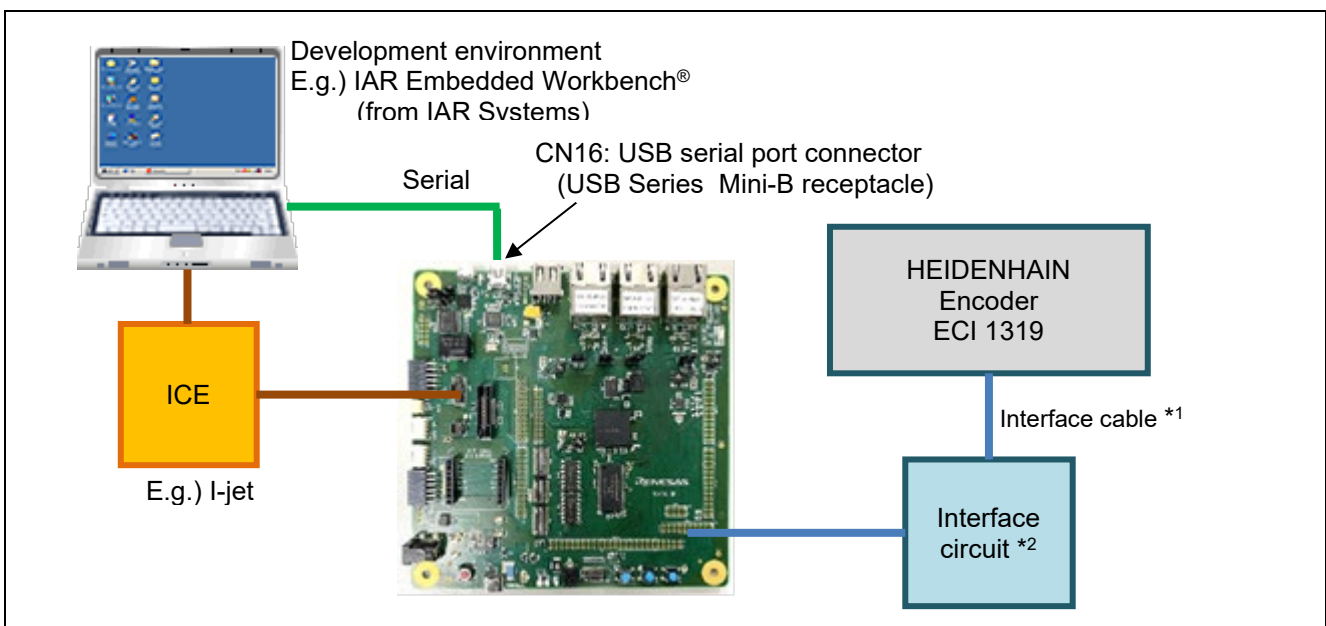 Development environment
E.g.) IAR Embedded Workbench®
(from IAR Systems)
CN16: USB serial port connector
(USB Series Mini-B receptacle)
Serial
HEIDENHAIN
Encoder
ECI 1319
ICE
Interface cable *1
E.g.) I-jet
RENESAS
Interface
circuit *2